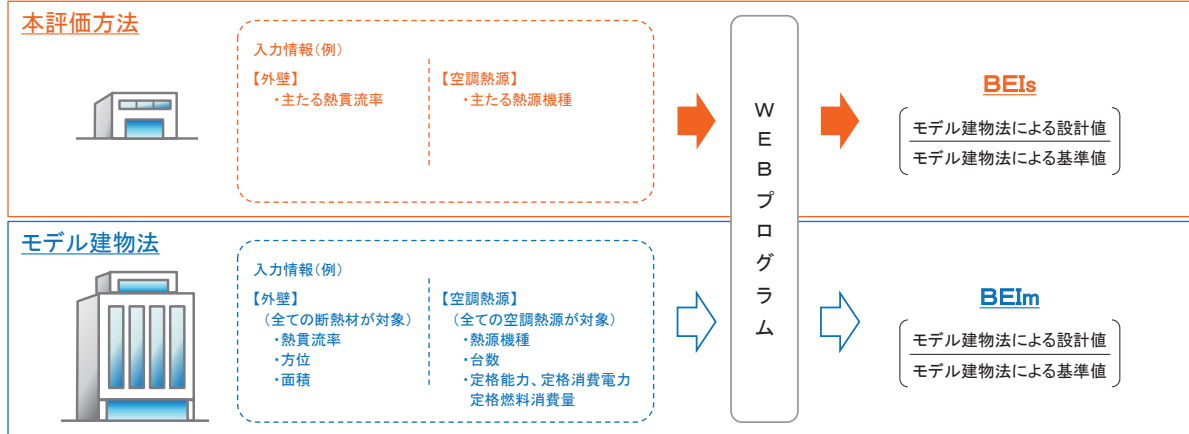 本評価方法
入力情報(例)
【外壁】
・主たる熱貫流率
【空調熱源】
・主たる熱源機種
BEIs
モデル建物法による設計値
モデル建物法による基準値
WEBプログラム
モデル建物法
入力情報(例)
【外壁】
(全ての断熱材が対象)
・熱貫流率
・方位
・面積
【空調熱源】
(全ての空調熱源が対象)
・熱源機種
・台数
・定格能力、定格消費電力
定格燃料消費量
BEIm
モデル建物法による設計値
モデル建物法による基準値